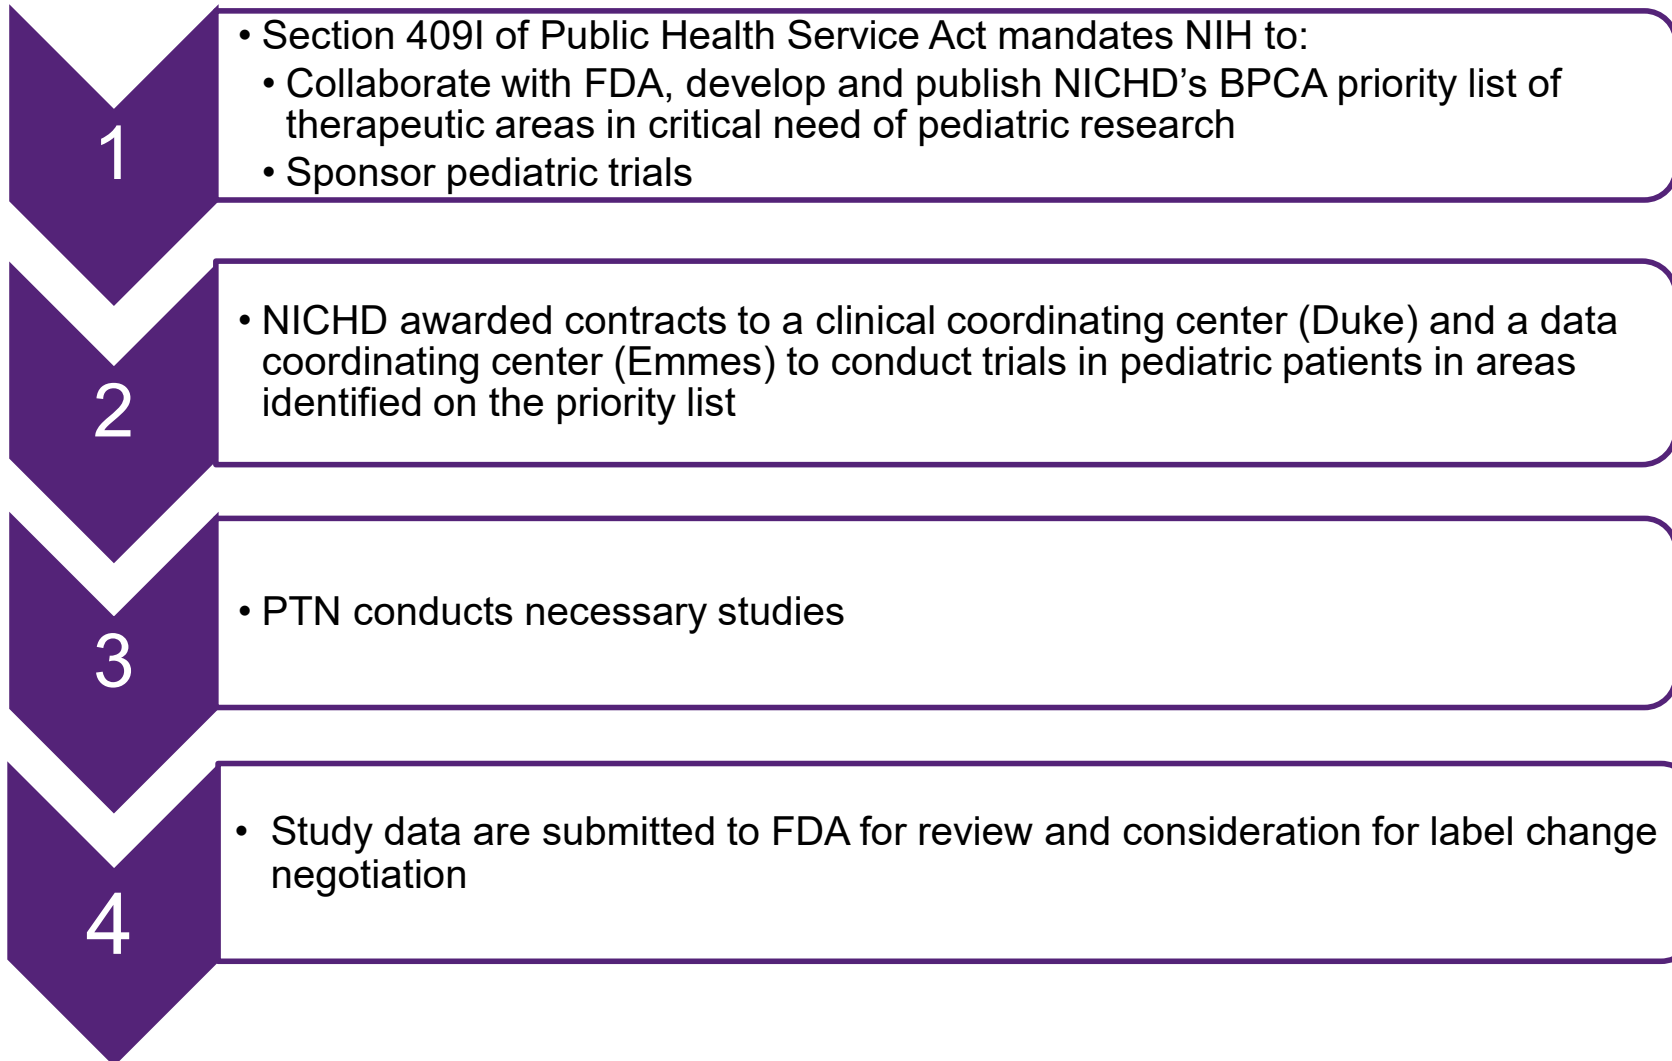 1
• Section 409I of Public Health Service Act mandates NIH to:
• Collaborate with FDA, develop and publish NICHD’s BPCA priority list of
therapeutic areas in critical need of pediatric research
• Sponsor pediatric trials
2
• NICHD awarded contracts to a clinical coordinating center (Duke) and a data
coordinating center (Emmes) to conduct trials in pediatric patients in areas
identified on the priority list
3
• PTN conducts necessary studies
4
• Study data are submitted to FDA for review and consideration for label change
negotiation